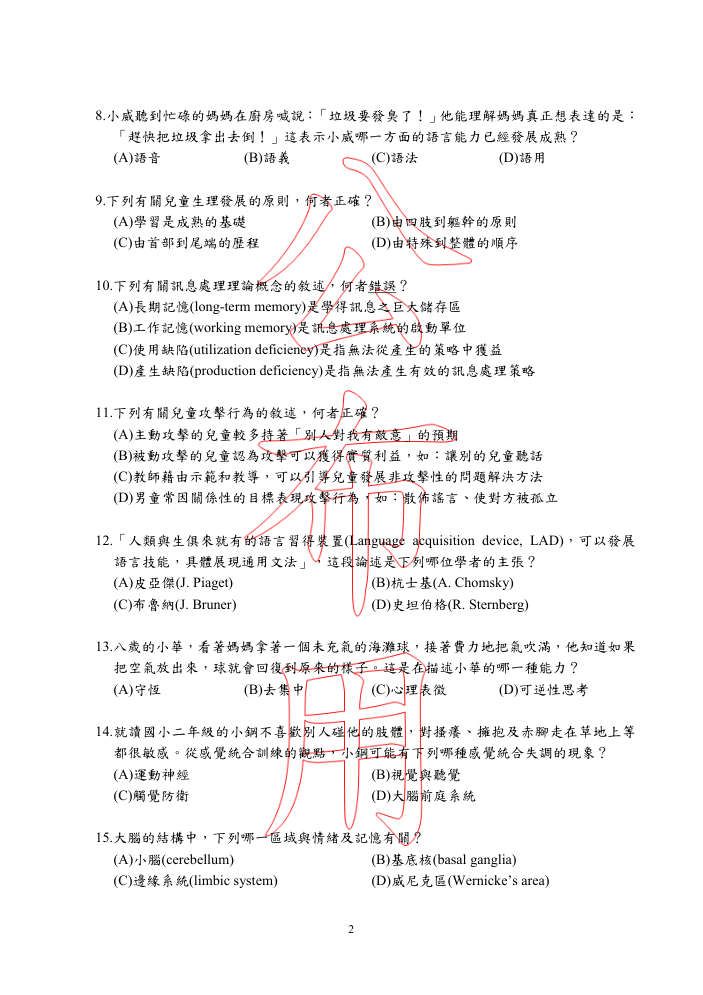 8.小威聽到忙碌的媽媽在廚房喊說：「垃圾要發臭了！」他能理解媽媽真正想表達的是：
「趕快把垃圾拿出去倒！」這表示小威哪一方面的語言能力已經發展成熟？
(A)語音 (B)語義 (C)語法 (D)語用
9.下列有關兒童生理發展的原則，何者正確？
(A)學習是成熟的基礎 (B)由四肢到軀幹的原則
(C)由首部到尾端的歷程 (D)由特殊到整體的順序
10.下列有關訊息處理理論概念的敘述，何者錯誤？
(A)長期記憶(long-term memory)是學得訊息之巨大儲存區
(B)工作記憶(working memory)是訊息處理系統的啟動單位
(C)使用缺陷(utilization deficiency)是指無法從產生的策略中獲益
(D)產生缺陷(production deficiency)是指無法產生有效的訊息處理策略
11.下列有關兒童攻擊行為的敘述，何者正確？
(A)主動攻擊的兒童較多持著「別人對我有敵意」的預期
(B)被動攻擊的兒童認為攻擊可以獲得實質利益，如：讓別的兒童聽話
(C)教師藉由示範和教導，可以引導兒童發展非攻擊性的問題解決方法
(D)男童常因關係性的目標表現攻擊行為，如：散佈謠言、使對方被孤立
12.「人類與生俱來就有的語言習得裝置(Language acquisition device, LAD)，可以發展
語言技能，具體展現通用文法」，這段論述是下列哪位學者的主張？
(A)皮亞傑(J. Piaget) (B)杭士基(A. Chomsky)
(C)布魯納(J. Bruner) (D)史坦伯格(R. Sternberg)
13.八歲的小華，看著媽媽拿著一個未充氣的海灘球，接著費力地把氣吹滿，他知道如果
把空氣放出來，球就會回復到原來的樣子。這是在描述小華的哪一種能力？
(A)守恆 (B)去集中 (C)心理表徵 (D)可逆性思考
14.就讀國小二年級的小鋼不喜歡別人碰他的肢體，對搔癢、擁抱及赤腳走在草地上等
都很敏感。從感覺統合訓練的觀點，小鋼可能有下列哪種感覺統合失調的現象？
(A)運動神經 (B)視覺與聽覺
(C)觸覺防衛 (D)大腦前庭系統
15.大腦的結構中，下列哪一區域與情緒及記憶有關？
(A)小腦(cerebellum) (B)基底核(basal ganglia)
(C)邊緣系統(limbic system) (D)威尼克區(Wernicke’s area)
2
公
告
布
用